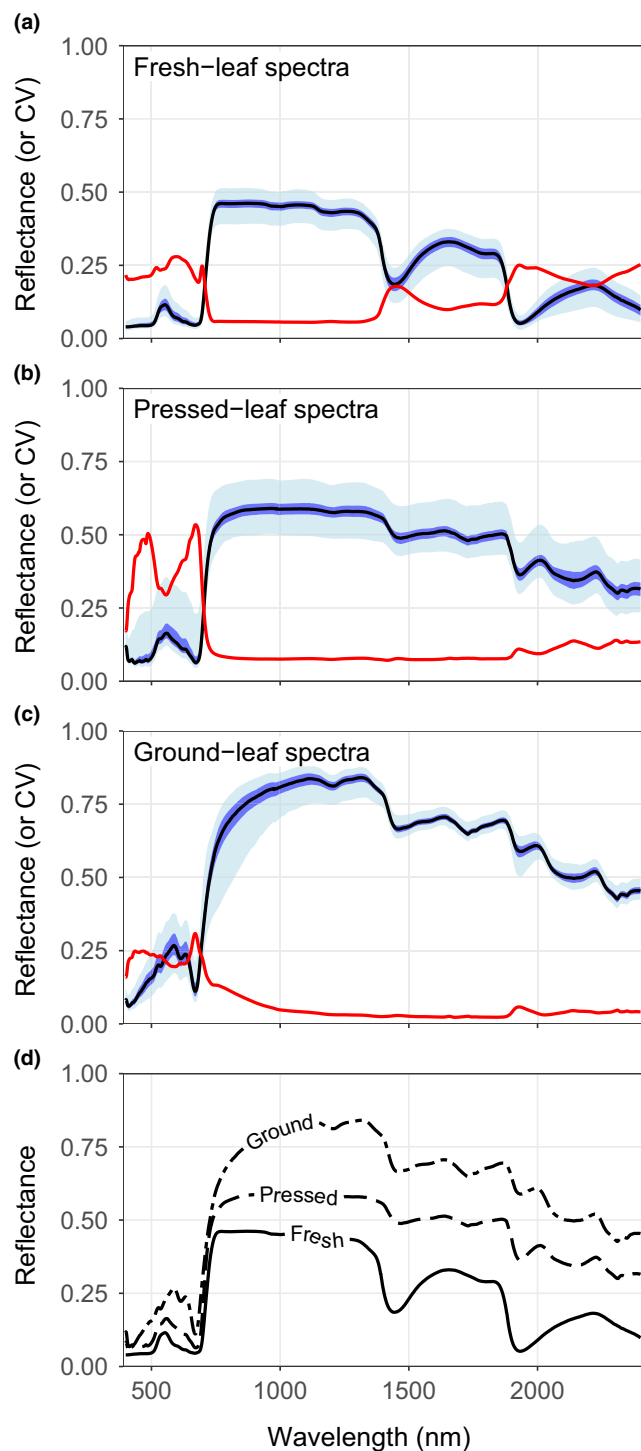 (a)
Fresh−leaf spectra
Reflectance (or CV)
1.00
0.75
0.50
0.25
0.00
(b)
Pressed−leaf spectra
Reflectance (or CV)
1.00
0.75
0.50
0.25
0.00
(c)
Ground−leaf spectra
Reflectance (or CV)
1.00
0.75
0.50
0.25
0.00
(d)
Reflectance
1.00
0.75
0.50
0.25
0.00
Ground
Pressed
Fresh
500 1000 1500 2000
Wavelength (nm)